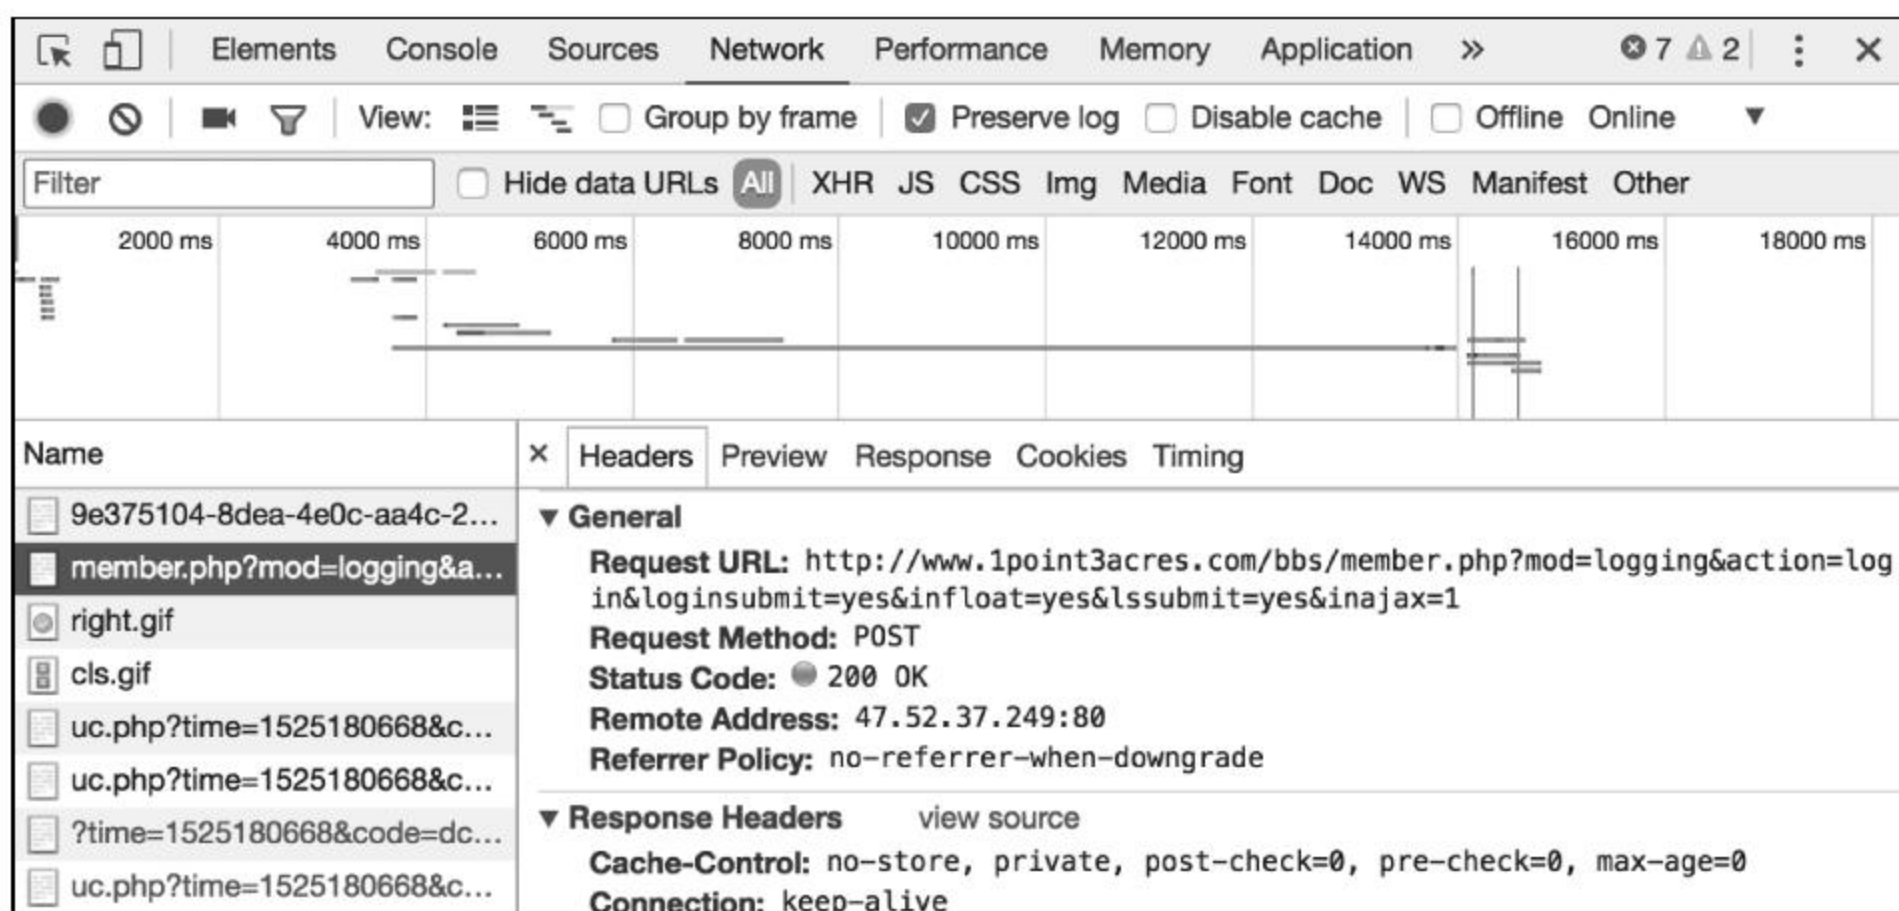 Elements Console Sources Network Performance Memory Application » 7 2
View: Group by frame Preserve log Disable cache Offline Online
Filter Hide data URLs All XHR JS CSS Img Media Font Doc WS Manifest Other
2000 ms 4000 ms 6000 ms 8000 ms 10000 ms 12000 ms 14000 ms 16000 ms 18000 ms
Name
9e375104-8dea-4e0c-aa4c-2...
member.php?mod=logging&a...
right.gif
cls.gif
uc.php?time=1525180668&c...
uc.php?time=1525180668&c...
?time=1525180668&code=dc...
uc.php?time=1525180668&c...
× Headers Preview Response Cookies Timing
▼ General
Request URL: http://www.1point3acres.com/bbs/member.php?mod=logging&action=log
in&loginsubmit=yes&infloat=yes&lssubmit=yes&inajax=1
Request Method: POST
Status Code: 200 OK
Remote Address: 47.52.37.249:80
Referrer Policy: no-referrer-when-downgrade
▼ Response Headers view source
Cache-Control: no-store, private, post-check=0, pre-check=0, max-age=0
Connection: keep-alive